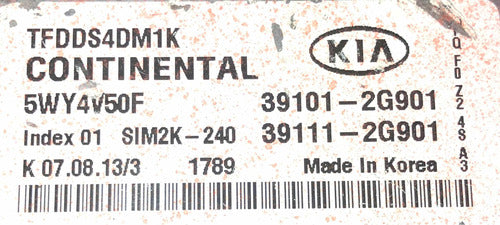 TFDDS4DM1K
CONTINENTAL
KIA
5WY4V50F 39101-2G901
Index 01 SIM2K-240 39111-2G901
K 07.08.13/3 1789 Made in Korea